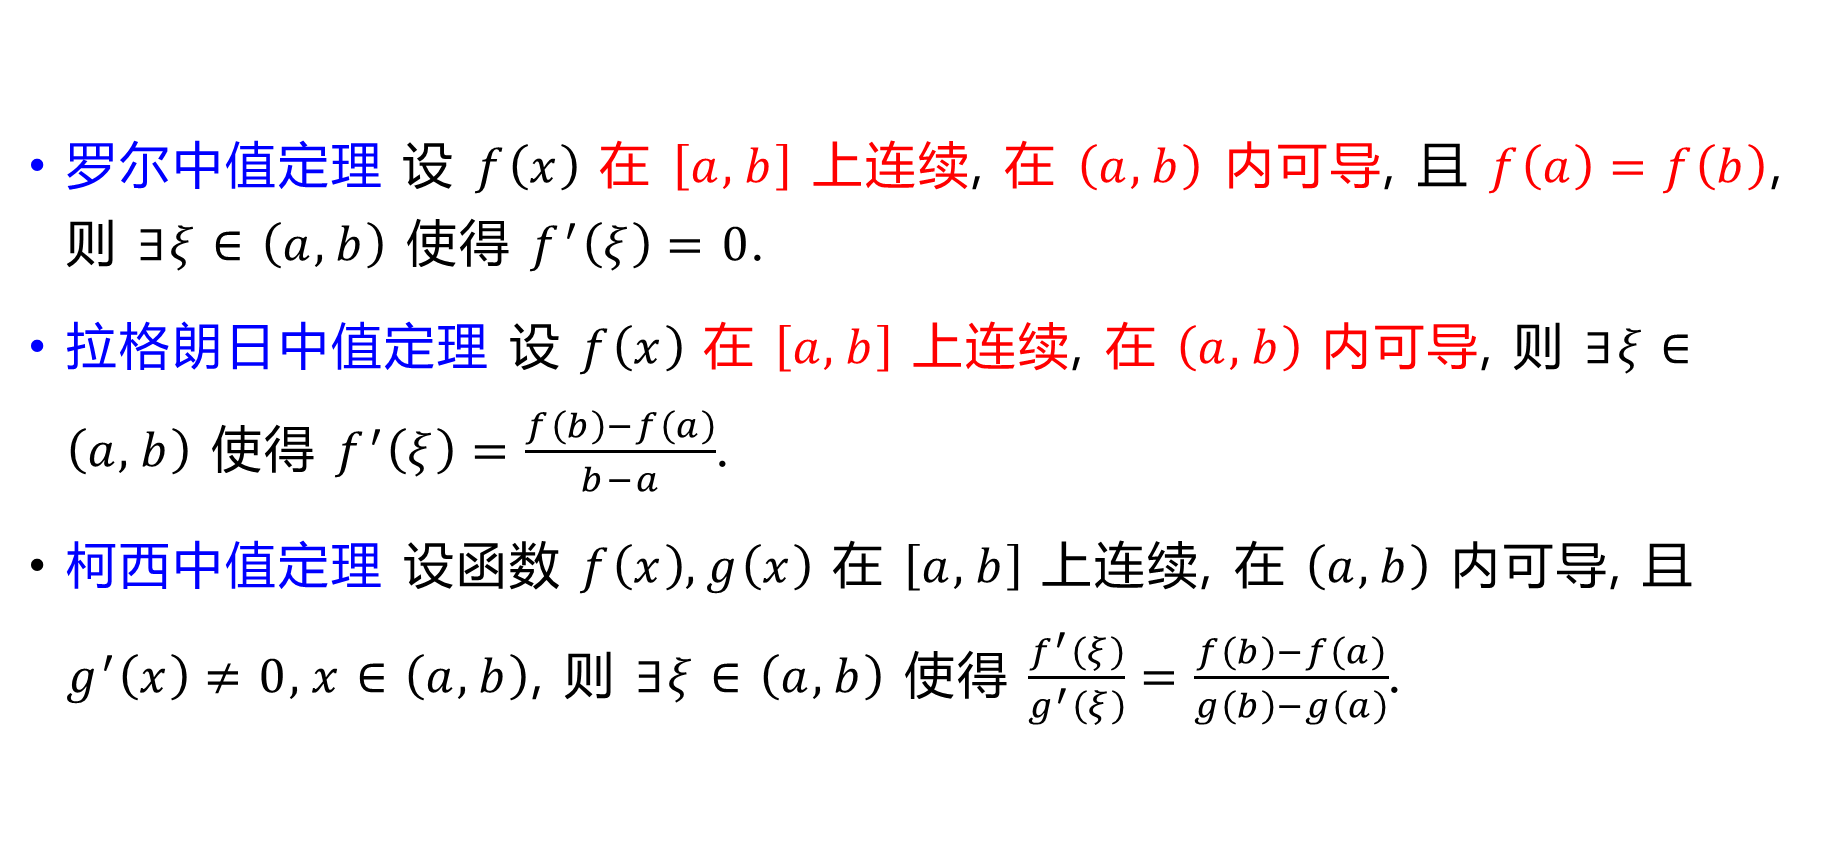 • 罗尔中值定理 设 f(x) 在 [a, b] 上连续, 在 (a, b) 内可导, 且 f(a) = f(b),
则 ∃ξ ∈ (a, b) 使得 f′(ξ) = 0.
• 拉格朗日中值定理 设 f(x) 在 [a, b] 上连续, 在 (a, b) 内可导, 则 ∃ξ ∈
(a, b) 使得 f′(ξ) = \frac{f(b)−f(a)}{b−a}.
• 柯西中值定理 设函数 f(x), g(x) 在 [a, b] 上连续, 在 (a, b) 内可导, 且
g′(x) ≠ 0, x ∈ (a, b), 则 ∃ξ ∈ (a, b) 使得 \frac{f′(ξ)}{g′(ξ)} = \frac{f(b)−f(a)}{g(b)−g(a)}.